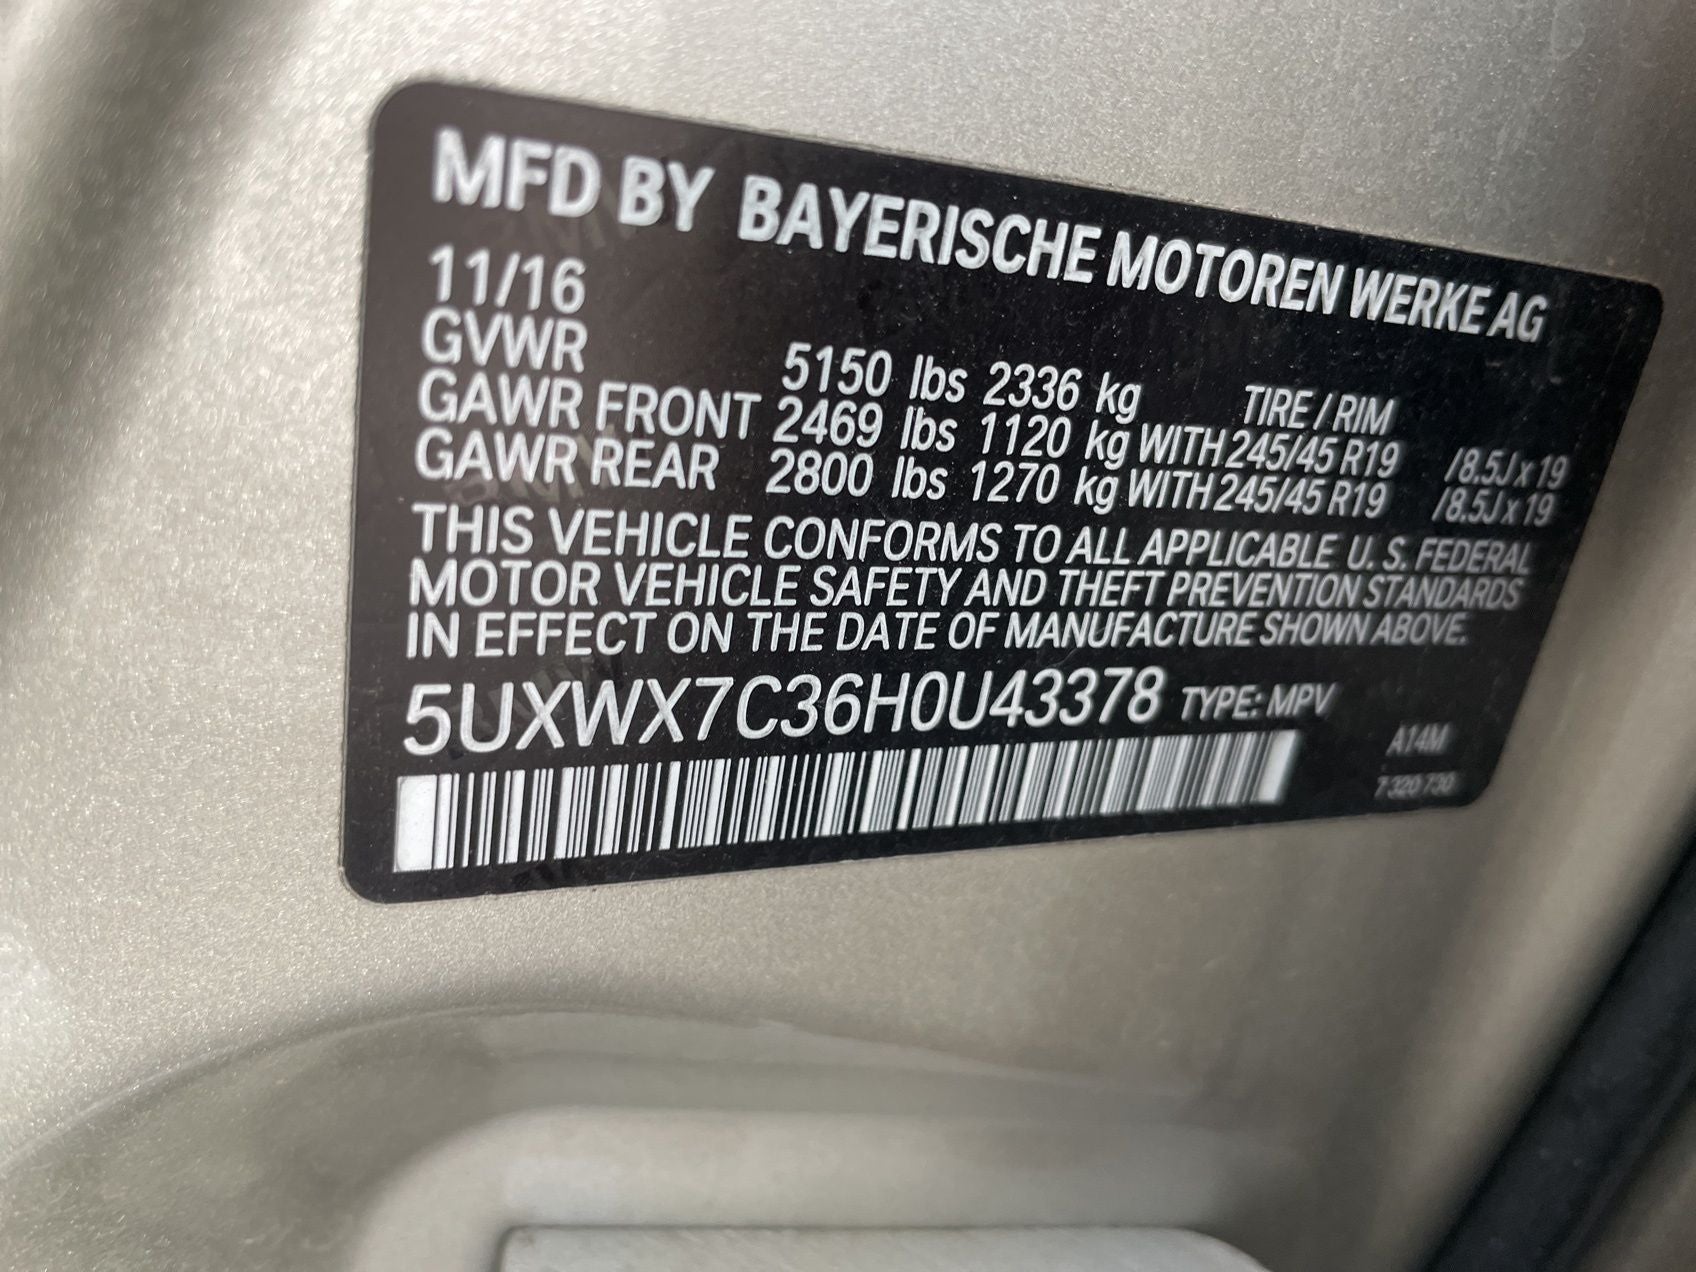 MFD BY BAYERISCHE MOTOREN WERKE AG
11/16
GVWR 5150 lbs 2336 kg TIRE / RIM
GAWR FRONT 2469 lbs 1120 kg WITH 245/45 R19 /8.5J x 19
GAWR REAR 2800 lbs 1270 kg WITH 245/45 R19 /8.5J x 19
THIS VEHICLE CONFORMS TO ALL APPLICABLE U. S. FEDERAL
MOTOR VEHICLE SAFETY AND THEFT PREVENTION STANDARDS
IN EFFECT ON THE DATE OF MANUFACTURE SHOWN ABOVE.
5UXWX7C36H0U43378 TYPE: MPV
A14M
7 320 730